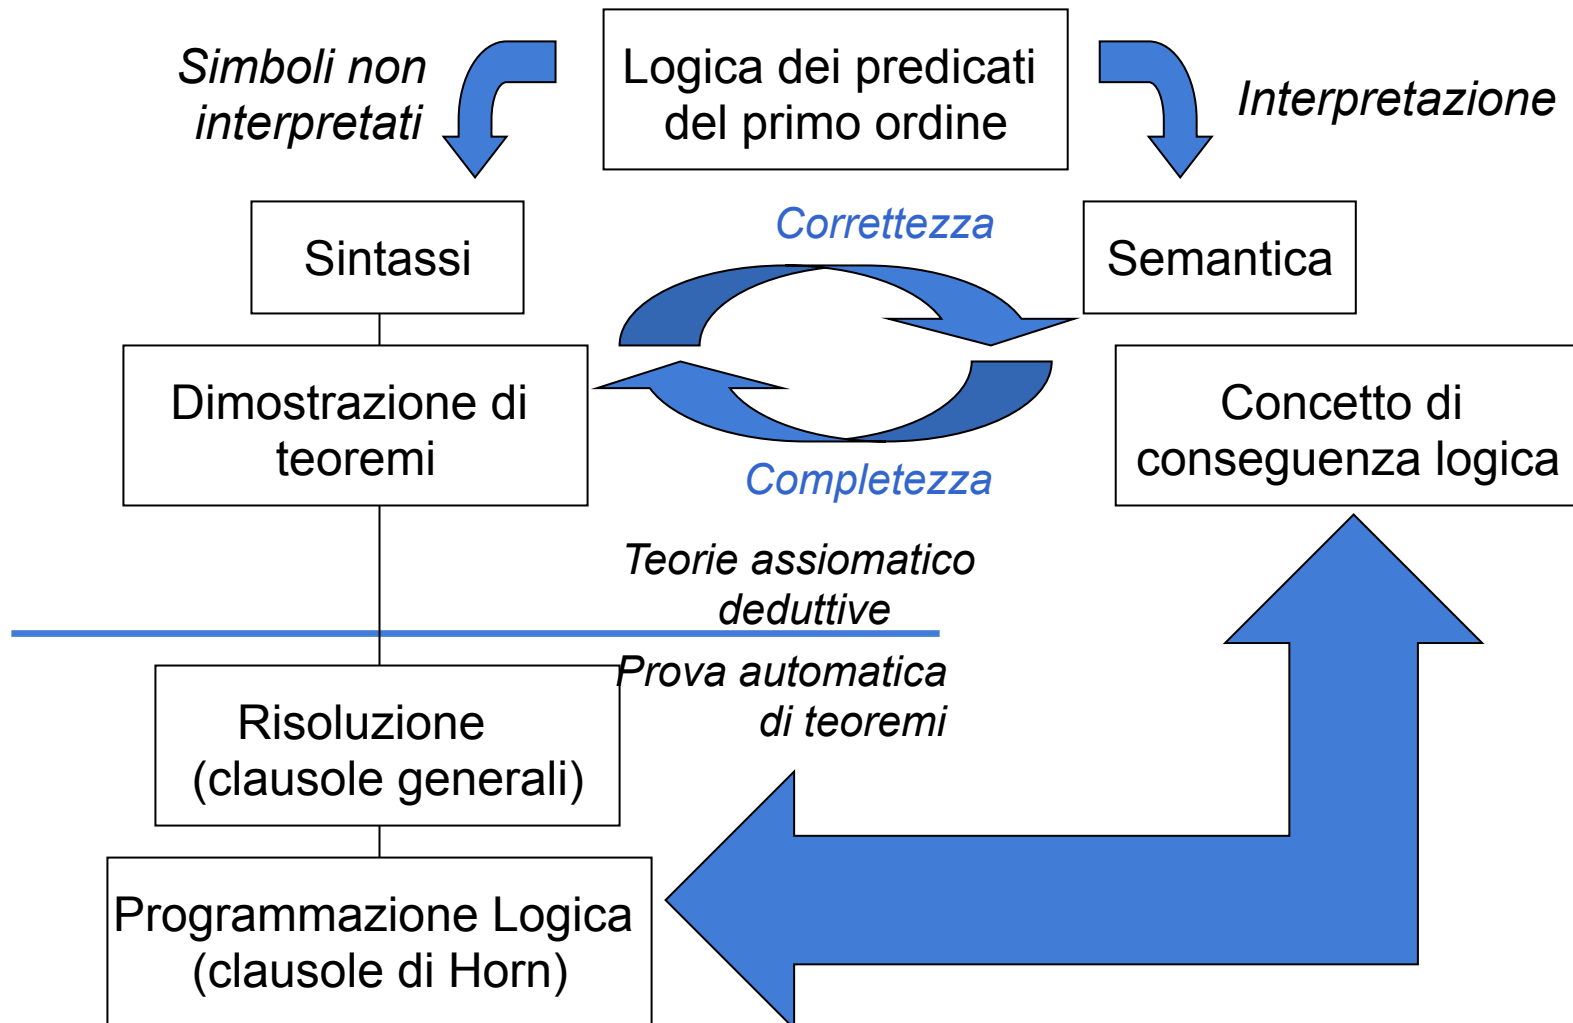 Simboli non
interpretati
Logica dei predicati
del primo ordine
Interpretazione
Sintassi
Correttezza
Semantica
Dimostrazione di
teoremi
Completezza
Concetto di
conseguenza logica
Teorie assiomatico
deduttive
Prova automatica
di teoremi
Risoluzione
(clausole generali)
Programmazione Logica
(clausole di Horn)